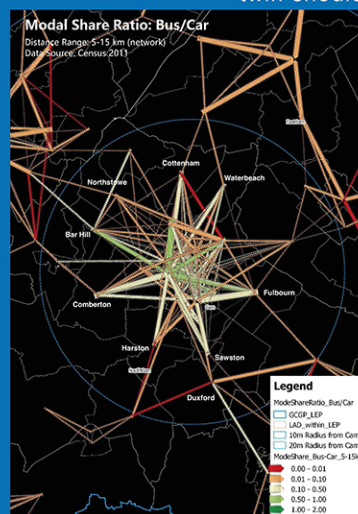 Modal Share Ratio: Bus/Car
Distance Range: 5-15 km (network)
Data Source: Census 2011
Cottenham
Waterbeach
Northstowe
Bar Hill
Comberton
Fulbourn
Harston
Sawston
Duxford
Legend
ModeShareRatio_Bus/Car
GCGP_LEP
LAD_within_LEP
10m Radius from Cam
20m Radius from Cam
ModeShare_Bus-Car_5-15k
0.00 - 0.01
0.01 - 0.10
0.10 - 0.50
0.50 - 1.00
1.00 - 2.00